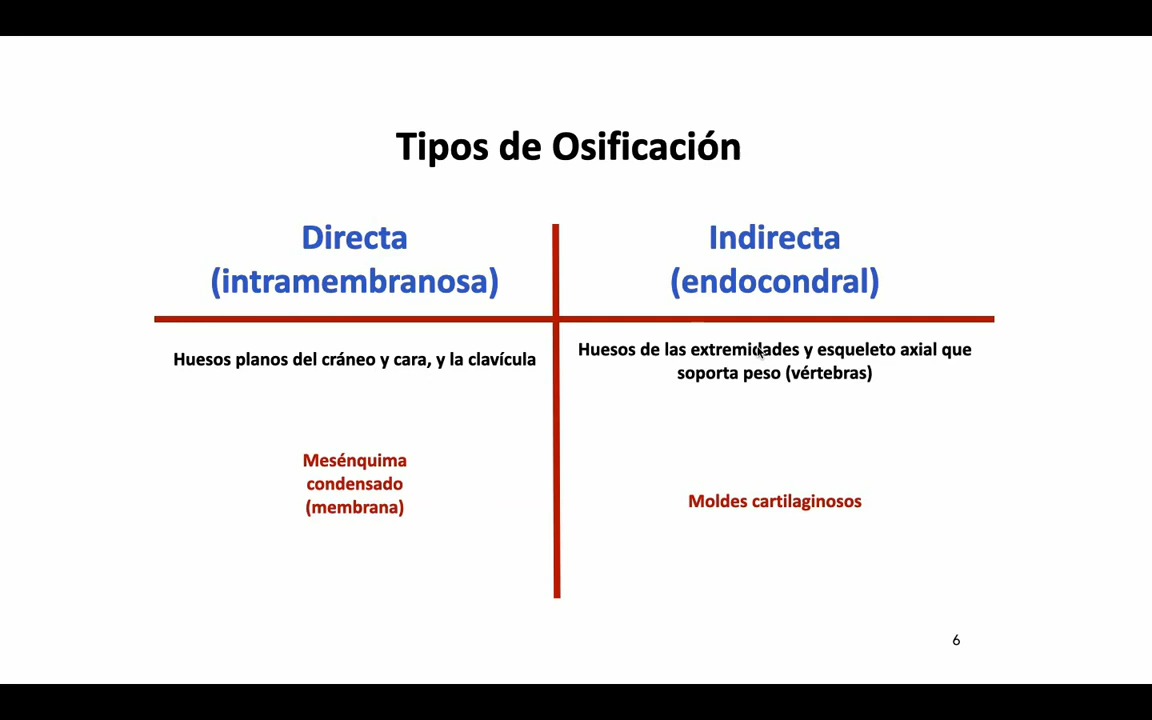 Tipos de Osificación
Directa
(intramembranosa)
Indirecta
(endocondral)
Huesos planos del cráneo y cara, y la clavícula
Huesos de las extremidades y esqueleto axial que
soporta peso (vértebras)
Mesénquima
condensado
(membrana)
Moldes cartilaginosos
6